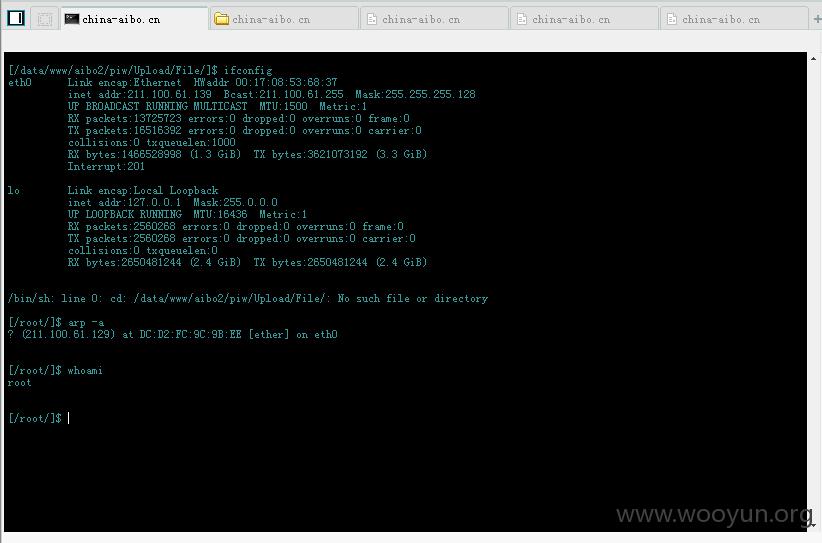 china-aibo.cn china-aibo.cn china-aibo.cn china-aibo.cn china-aibo.cn
[/data/www/aibo2/piw/Upload/File/]$ ifconfig
eth0 Link encap:Ethernet HWaddr 00:17:08:53:68:37
inet addr:211.100.61.139 Bcast:211.100.61.255 Mask:255.255.255.128
UP BROADCAST RUNNING MULTICAST MTU:1500 Metric:1
RX packets:13725723 errors:0 dropped:0 overruns:0 frame:0
TX packets:16516392 errors:0 dropped:0 overruns:0 carrier:0
collisions:0 txqueuelen:1000
RX bytes:1466528998 (1.3 GiB) TX bytes:3621073192 (3.3 GiB)
Interrupt:201
lo Link encap:Local Loopback
inet addr:127.0.0.1 Mask:255.0.0.0
UP LOOPBACK RUNNING MTU:16436 Metric:1
RX packets:2560268 errors:0 dropped:0 overruns:0 frame:0
TX packets:2560268 errors:0 dropped:0 overruns:0 carrier:0
collisions:0 txqueuelen:0
RX bytes:2650481244 (2.4 GiB) TX bytes:2650481244 (2.4 GiB)
/bin/sh: line 0: cd: /data/www/aibo2/piw/Upload/File/: No such file or directory
[/root/]$ arp -a
? (211.100.61.129) at DC:D2:FC:9C:9B:EE [ether] on eth0
[/root/]$ whoami
root
[/root/]$
www.wooyun.org